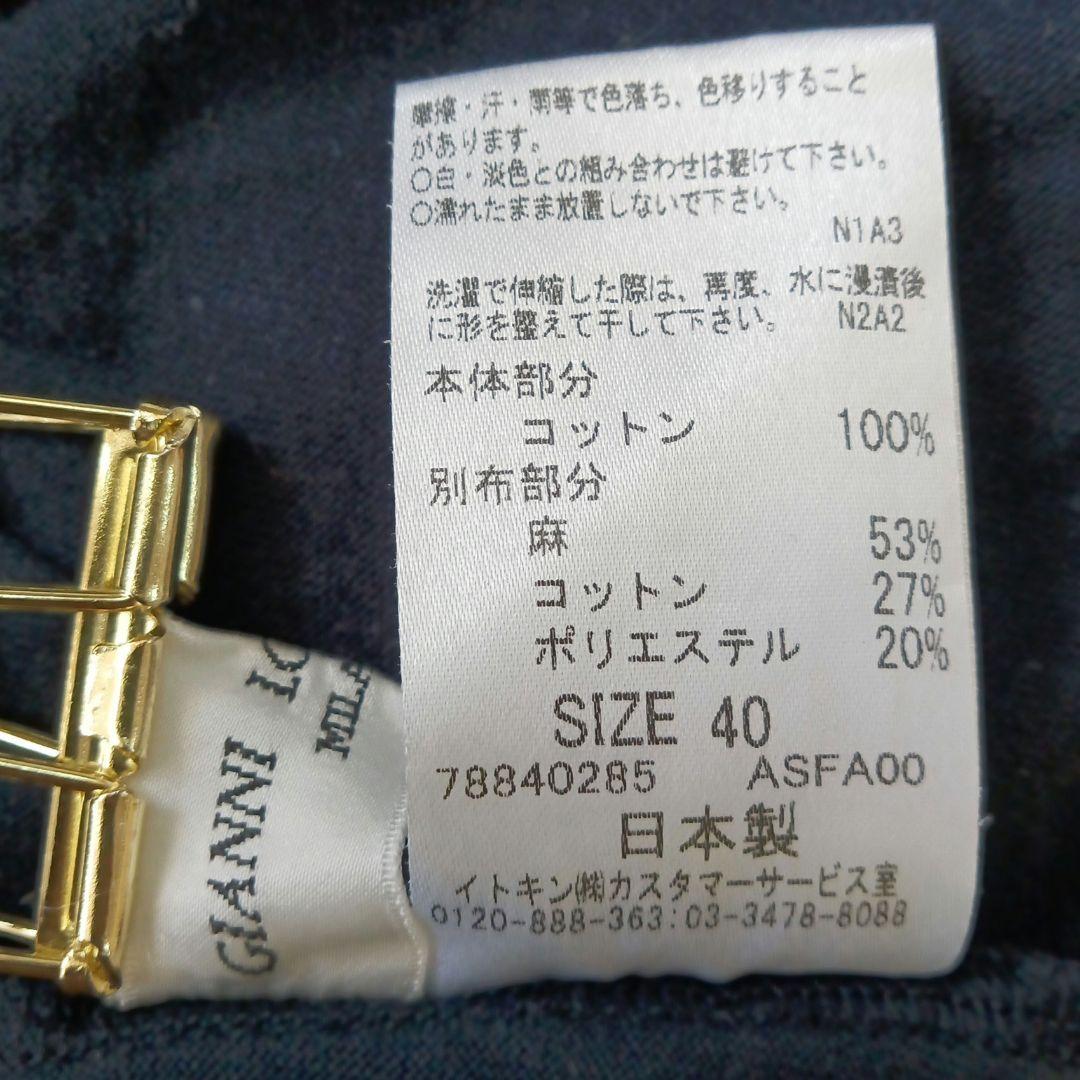 摩擦・汗・雨等で色落ち、色移りすること
があります。
○白・淡色との組み合わせは避けて下さい。
○濡れたまま放置しないで下さい。
N1A3
洗濯で伸縮した際は、再度、水に浸漬後
に形を整えて干して下さい。 N2A2
本体部分
コットン 100%
別布部分
麻 53%
コットン 27%
ポリエステル 20%
SIZE 40
78840285 ASFA00
日本製
イトキン㈱カスタマーサービス室
0120-888-363:03-3478-8088
GIANNI LO
MILA